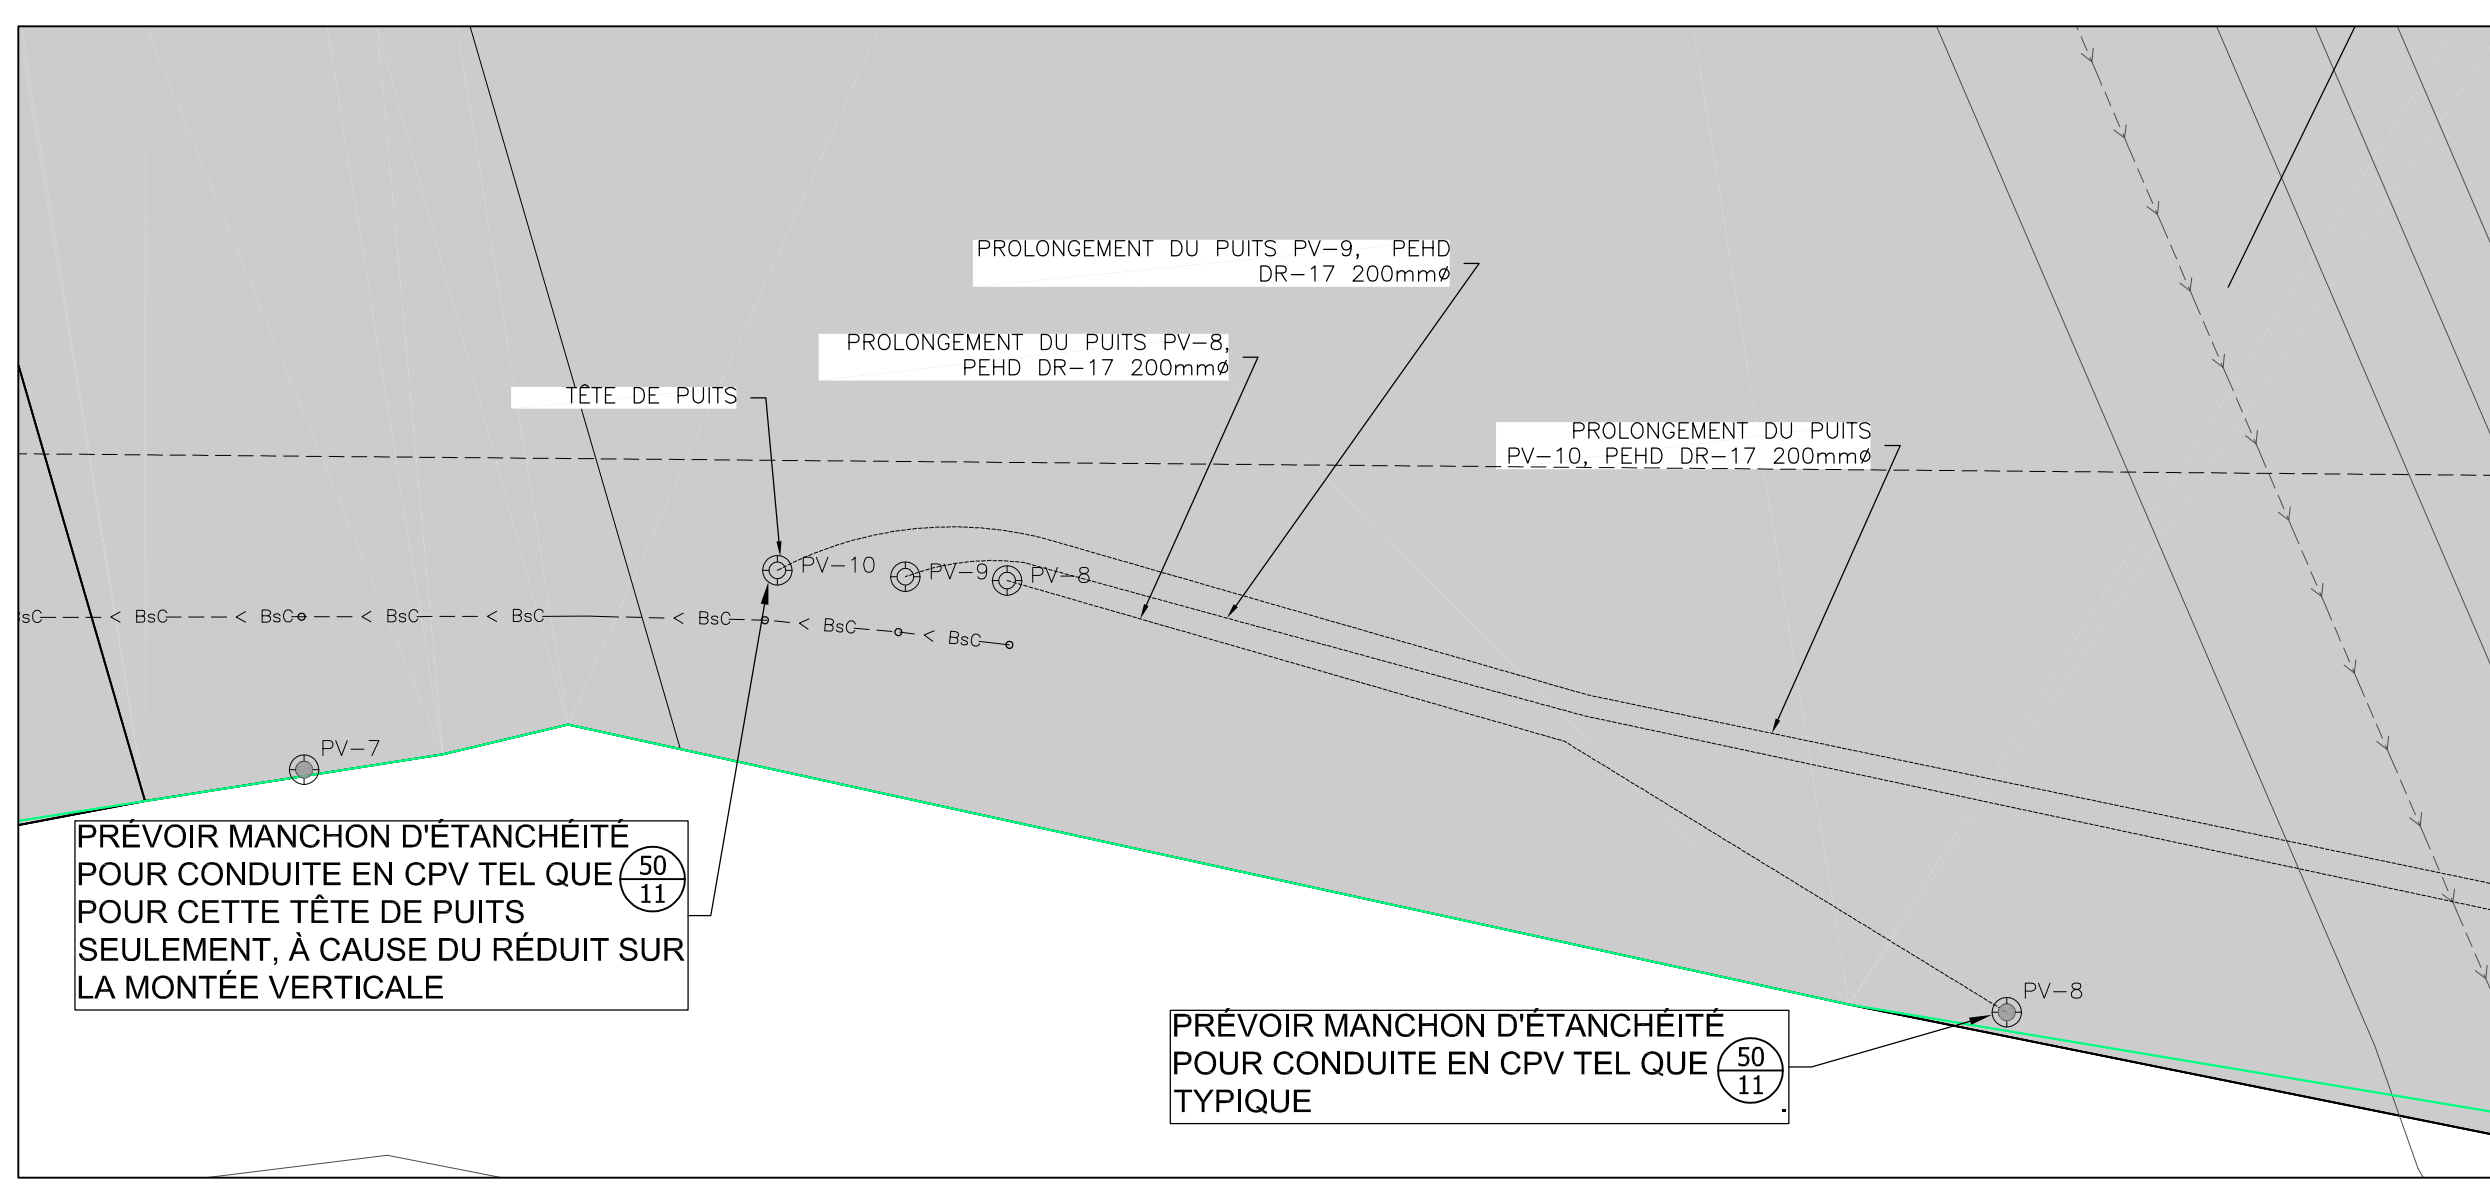 PROLONGEMENT DU PUITS PV-9, PEHD
DR-17 200mmø
PROLONGEMENT DU PUITS PV-8,
PEHD DR-17 200mmø
TÊTE DE PUITS
PROLONGEMENT DU PUITS
PV-10, PEHD DR-17 200mmø
PV-10
PV-9
PV-8
BsC
< BsC
< BsC
< BsC
< BsC
< BsC
< BsC
< BsC
PV-7
PRÉVOIR MANCHON D'ÉTANCHÉITÉ
POUR CONDUITE EN CPV TEL QUE
POUR CETTE TÊTE DE PUITS
SEULEMENT, À CAUSE DU RÉDUIT SUR
LA MONTÉE VERTICALE
50
11
PV-8
PRÉVOIR MANCHON D'ÉTANCHÉITÉ
POUR CONDUITE EN CPV TEL QUE
TYPIQUE .
50
11